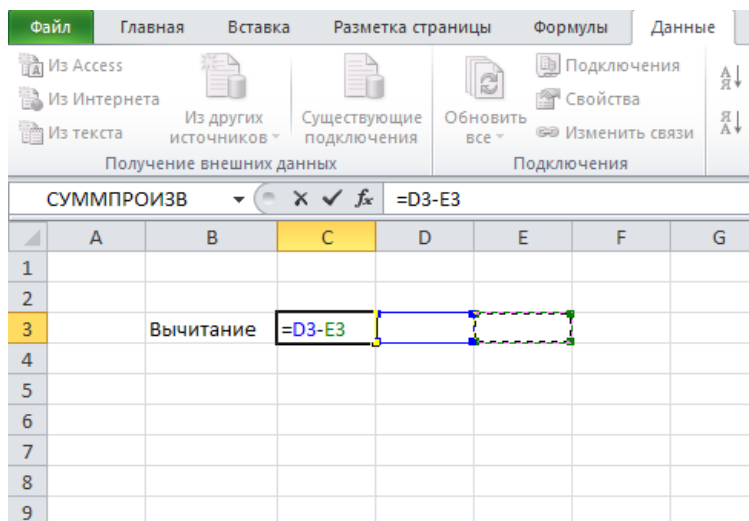 Файл Главная Вставка Разметка страницы Формулы Данные
Из Access
Из Интернета
Из текста
Из других
источников
Получение внешних данных
Существующие
подключения
Обновить
все
Подключения
Свойства
Изменить связи
Подключения
А
Я
Я
А
СУММПРОИЗВ fx =D3-E3
A B C D E F G
1
2
3 Вычитание =D3-E3
4
5
6
7
8
9